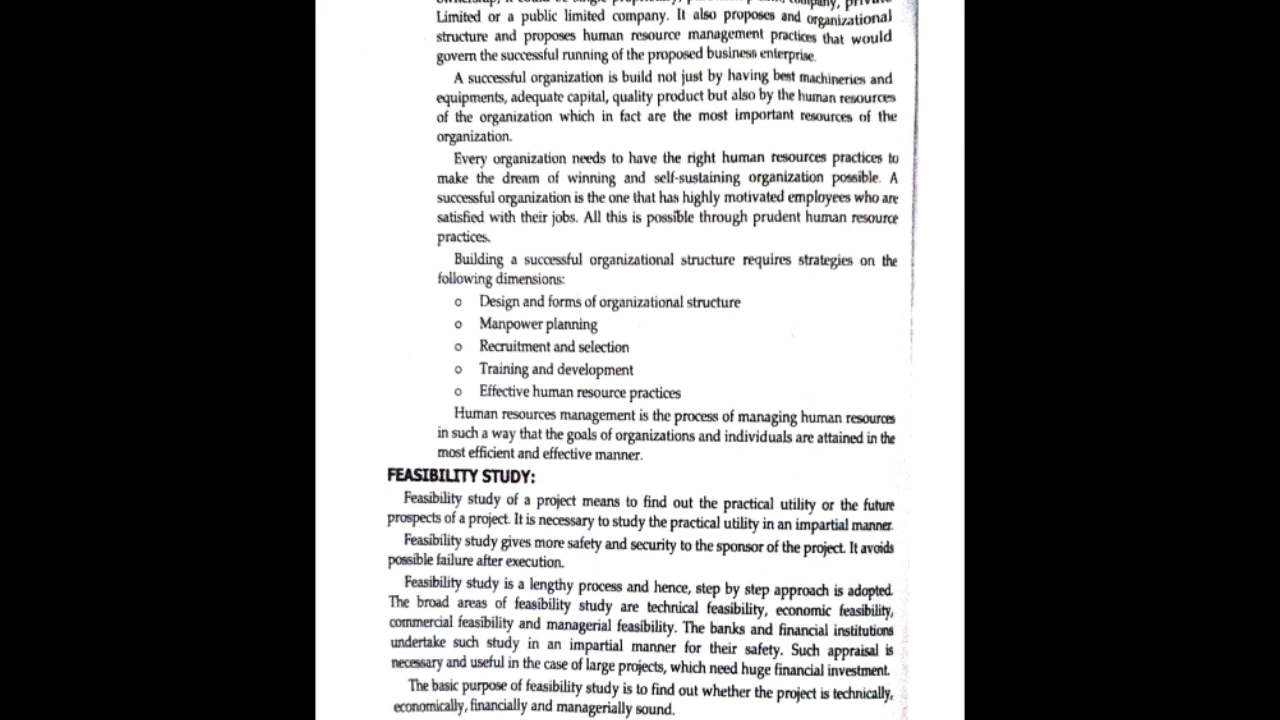 Limited or a public limited company. It also proposes and organizational
structure and proposes human resource management practices that would
govern the successful running of the proposed business enterprise.
A successful organization is build not just by having best machineries and
equipments, adequate capital, quality product but also by the human resources
of the organization which in fact are the most important resources of the
organization.
Every organization needs to have the right human resources practices to
make the dream of winning and self-sustaining organization possible. A
successful organization is the one that has highly motivated employees who are
satisfied with their jobs. All this is possible through prudent human resource
practices.
Building a successful organizational structure requires strategies on the
following dimensions:
o Design and forms of organizational structure
o Manpower planning
o Recruitment and selection
o Training and development
o Effective human resource practices
Human resources management is the process of managing human resources
in such a way that the goals of organizations and individuals are attained in the
most efficient and effective manner.
FEASIBILITY STUDY:
Feasibility study of a project means to find out the practical utility or the future
prospects of a project. It is necessary to study the practical utility in an impartial manner.
Feasibility study gives more safety and security to the sponsor of the project. It avoids
possible failure after execution.
Feasibility study is a lengthy process and hence, step by step approach is adopted.
The broad areas of feasibility study are technical feasibility, economic feasibility,
commercial feasibility and managerial feasibility. The banks and financial institutions
undertake such study in an impartial manner for their safety. Such appraisal is
necessary and useful in the case of large projects, which need huge financial investment.
The basic purpose of feasibility study is to find out whether the project is technically,
economically, financially and managerially sound.